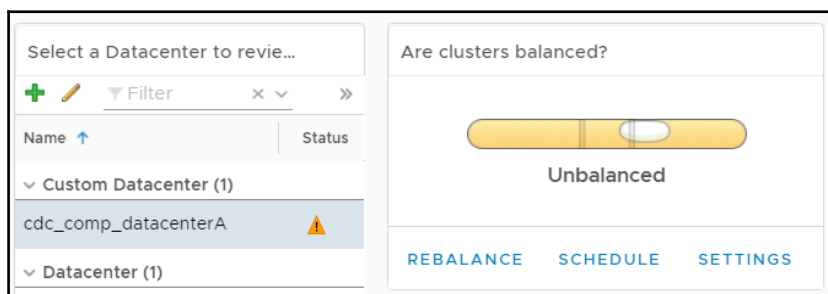 Select a Datacenter to revie...
Filter
Name
Status
Custom Datacenter (1)
cdc_comp_datacenterA
Datacenter (1)
Are clusters balanced?
Unbalanced
REBALANCE SCHEDULE SETTINGS